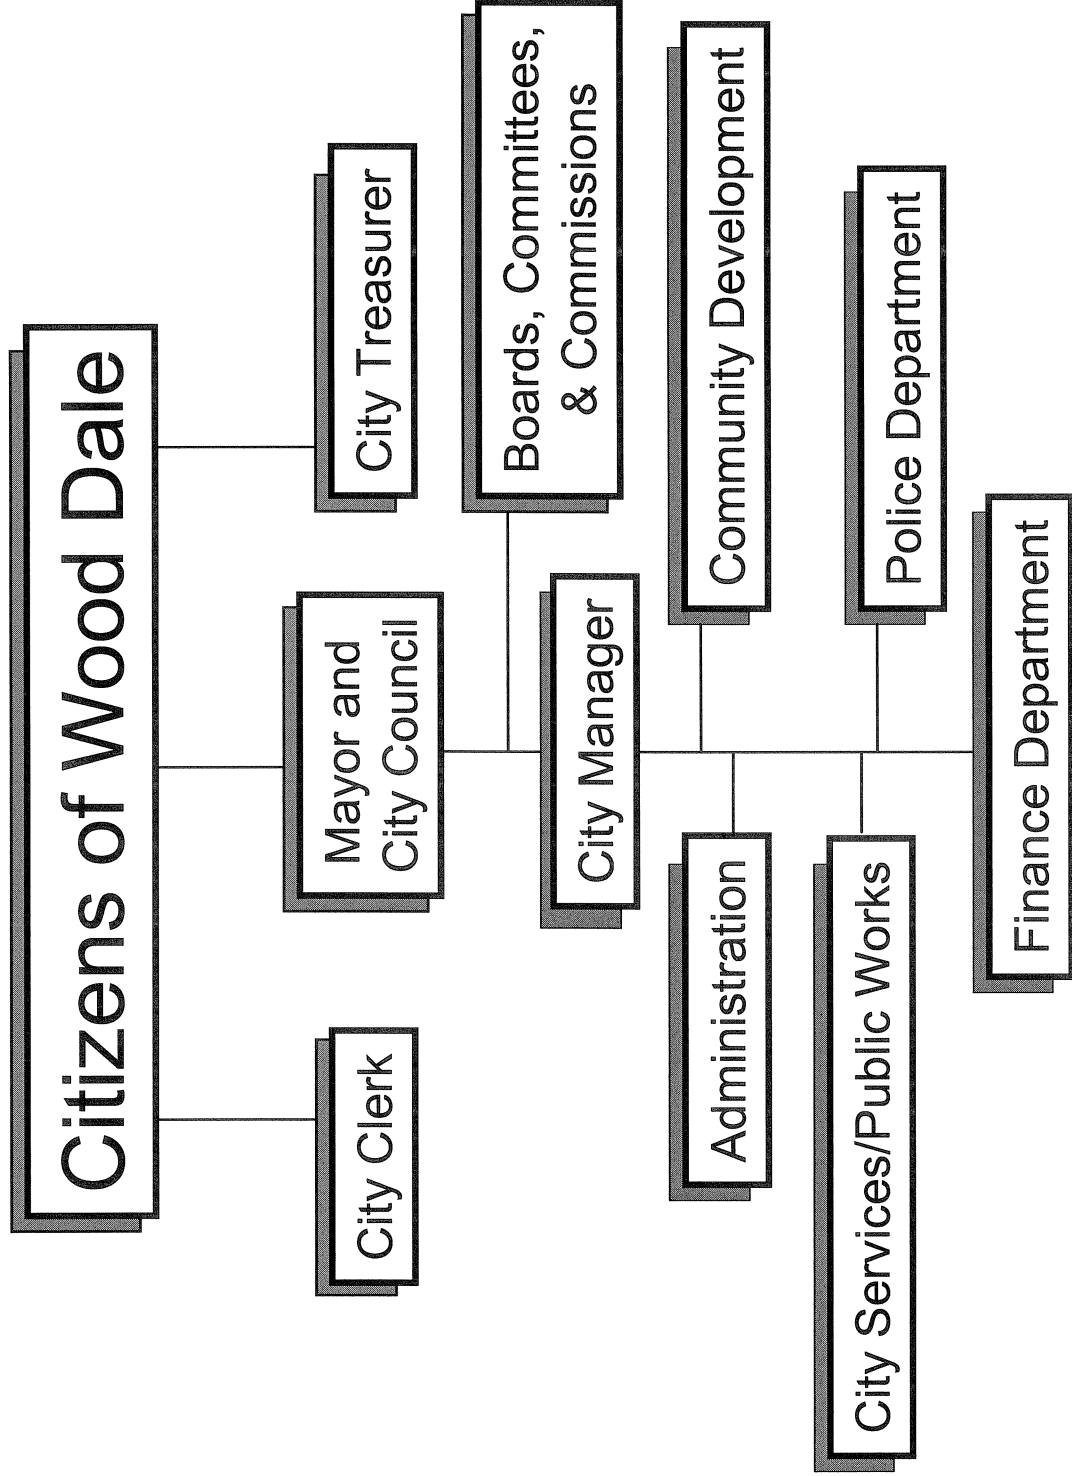 Citizens of Wood Dale
City Clerk
Mayor and
City Council
City Treasurer
Boards, Committees,
& Commissions
City Manager
Administration
Community Development
City Services/Public Works
Police Department
Finance Department